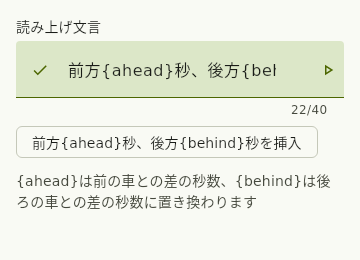 読み上げ文言
前方{ahead}秒、後方{beh
22/40
前方{ahead}秒、後方{behind}秒を挿入
{ahead}は前の車との差の秒数、{behind}は後
ろの車との差の秒数に置き換わります